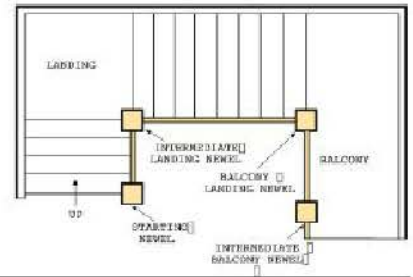 LANDING
INTERMEDIATE
LANDING NEWEL
BALCONY
BALCONY
LANDING NEWEL
UP
STARTING
NEWEL
INTERMEDIATE
BALCONY NEWEL